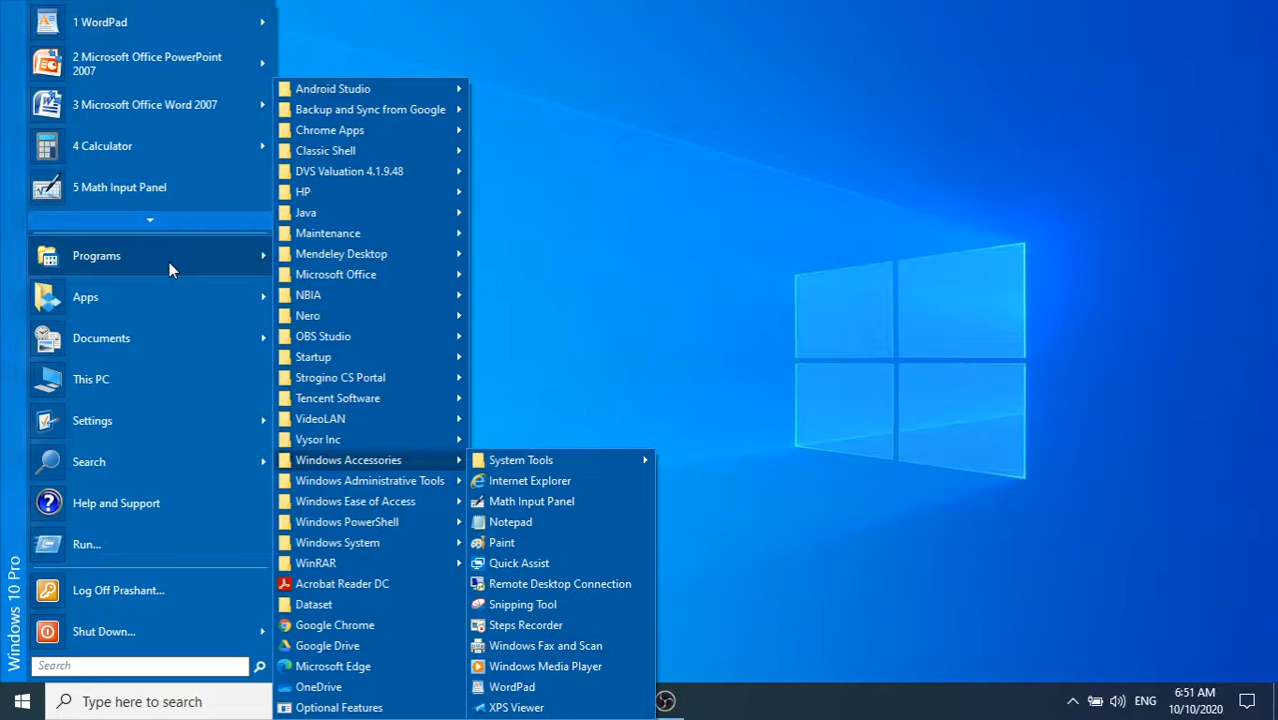 1 WordPad
2 Microsoft Office PowerPoint
2007
3 Microsoft Office Word 2007
4 Calculator
5 Math Input Panel
Programs
Apps
Documents
This PC
Settings
Search
Help and Support
Run...
Log Off Prashant...
Shut Down...
Search
Windows 10 Pro
Android Studio
Backup and Sync from Google
Chrome Apps
Classic Shell
DVS Valuation 4.1.9.48
HP
Java
Maintenance
Mendeley Desktop
Microsoft Office
NBIA
Nero
OBS Studio
Startup
Strogino CS Portal
Tencent Software
VideoLAN
Vysor Inc
Windows Accessories
Windows Administrative Tools
Windows Ease of Access
Windows PowerShell
Windows System
WinRAR
Acrobat Reader DC
Dataset
Google Chrome
Google Drive
Microsoft Edge
OneDrive
Optional Features
System Tools
Internet Explorer
Math Input Panel
Notepad
Paint
Quick Assist
Remote Desktop Connection
Snipping Tool
Steps Recorder
Windows Fax and Scan
Windows Media Player
WordPad
XPS Viewer
Type here to search
ENG
6:51 AM
10/10/2020